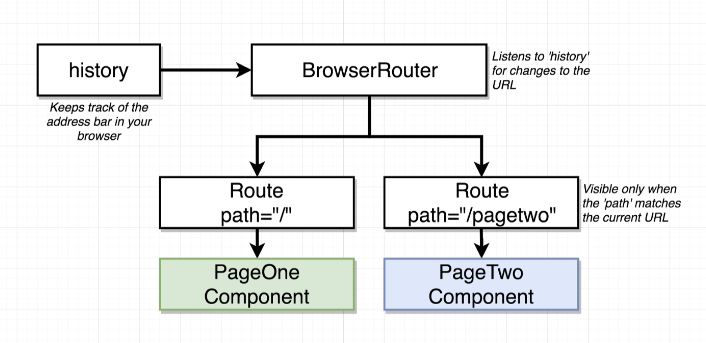 history
BrowserRouter
Listens to 'history'
for changes to the
URL
Keeps track of the
address bar in your
browser
Route
path="/"
Route
path="/pagetwo"
Visible only when
the 'path' matches
the current URL
PageOne
Component
PageTwo
Component